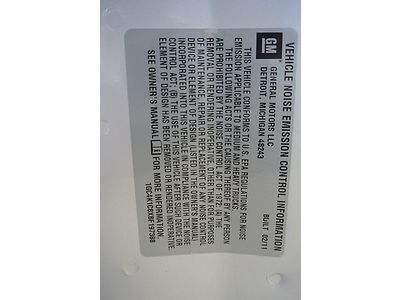 GM
VEHICLE NOISE EMISSION CONTROL INFORMATION
GENERAL MOTORS LLC
DETROIT, MICHIGAN 48243
BUILT 02/11
THIS VEHICLE CONFORMS TO U.S. EPA REGULATIONS FOR NOISE
EMISSION APPLICABLE TO MEDIUM AND HEAVY TRUCKS.
THE FOLLOWING ACTS OR THE CAUSING THEREOF BY ANY PERSON
ARE PROHIBITED BY THE NOISE CONTROL ACT OF 1972: (A) THE
REMOVAL OR RENDERING INOPERATIVE, OTHER THAN FOR PURPOSES
OF MAINTENANCE, REPAIR OR REPLACEMENT OF ANY NOISE CONTROL
DEVICE OR ELEMENT OF DESIGN (LISTED IN THE OWNER'S MANUAL)
INCORPORATED INTO THIS VEHICLE IN COMPLIANCE WITH THE NOISE
CONTROL ACT, (B) THE USE OF THIS VEHICLE AFTER SUCH DEVICE OR
ELEMENT OF DESIGN HAS BEEN REMOVED OR RENDERED INOPERATIVE.
SEE OWNER'S MANUAL i FOR MORE INFORMATION.